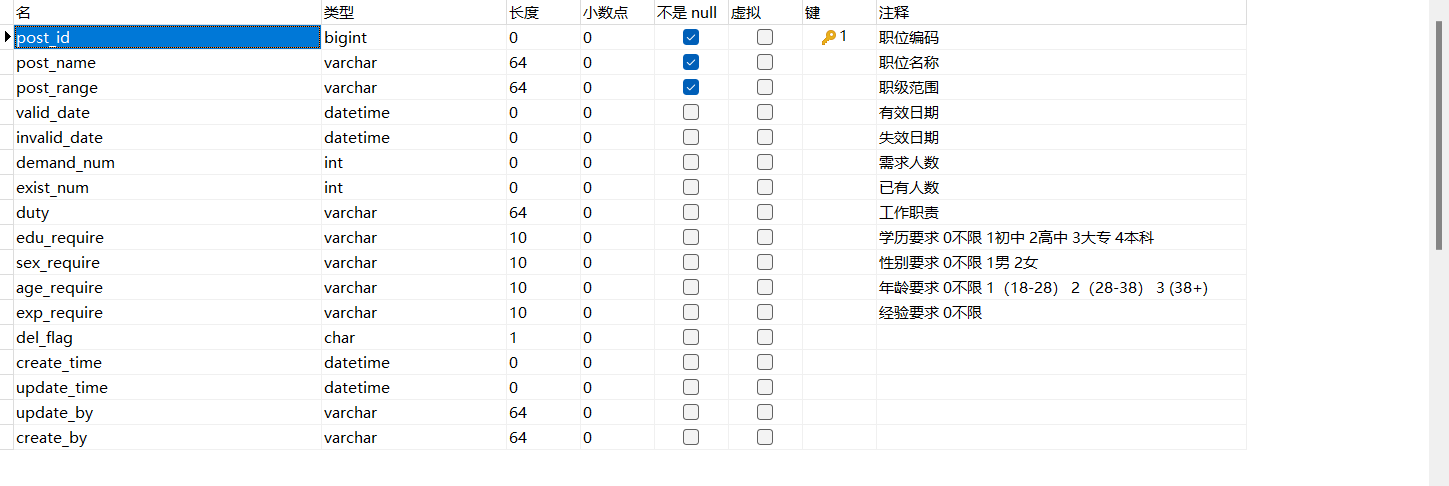 名 类型 长度 小数点 不是 null 虚拟 键 注释
post_id bigint 0 0 1 职位编码
post_name varchar 64 0 职位名称
post_range varchar 64 0 职级范围
valid_date datetime 0 0 有效日期
invalid_date datetime 0 0 失效日期
demand_num int 0 0 需求人数
exist_num int 0 0 已有人数
duty varchar 64 0 工作职责
edu_require varchar 10 0 学历要求 0不限 1初中 2高中 3大专 4本科
sex_require varchar 10 0 性别要求 0不限 1男 2女
age_require varchar 10 0 年龄要求 0不限 1（18-28） 2（28-38） 3 (38+)
exp_require varchar 10 0 经验要求 0不限
del_flag char 1 0
create_time datetime 0 0
update_time datetime 0 0
update_by varchar 64 0
create_by varchar 64 0